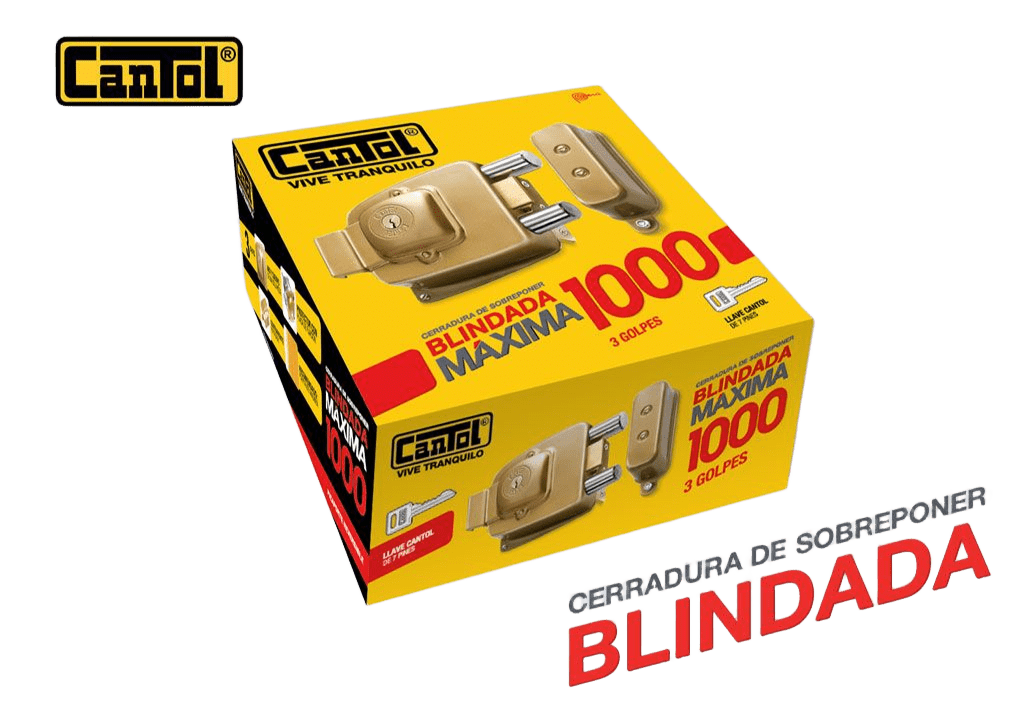 CanTol®
CanTol®
VIVE TRANQUILO
CERRADURA DE SOBREPONER
BLINDADA
MÁXIMA
1000
3 GOLPES
LLAVE CANTOL
DE 7 PINES
CanTol®
VIVE TRANQUILO
LLAVE CANTOL
DE 7 PINES
CERRADURA DE SOBREPONER
BLINDADA
MÁXIMA
1000
3 GOLPES
CanTol
3
BLINDADA
MÁXIMA
1000
CERRADURA DE SOBREPONER
BLINDADA